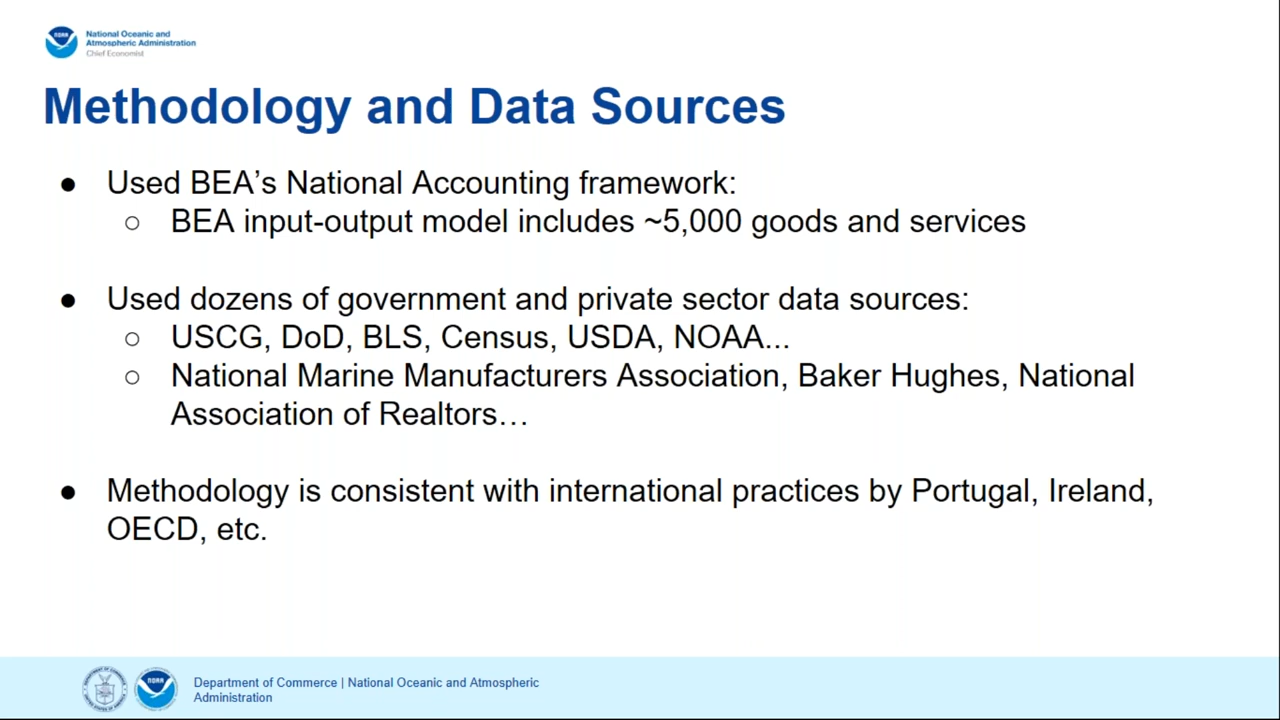 NOAA
National Oceanic and
Atmospheric Administration
Chief Economist
Methodology and Data Sources
● Used BEA’s National Accounting framework:
○ BEA input-output model includes ~5,000 goods and services
● Used dozens of government and private sector data sources:
○ USCG, DoD, BLS, Census, USDA, NOAA...
○ National Marine Manufacturers Association, Baker Hughes, National
Association of Realtors…
● Methodology is consistent with international practices by Portugal, Ireland,
OECD, etc.
NOAA
Department of Commerce | National Oceanic and Atmospheric
Administration